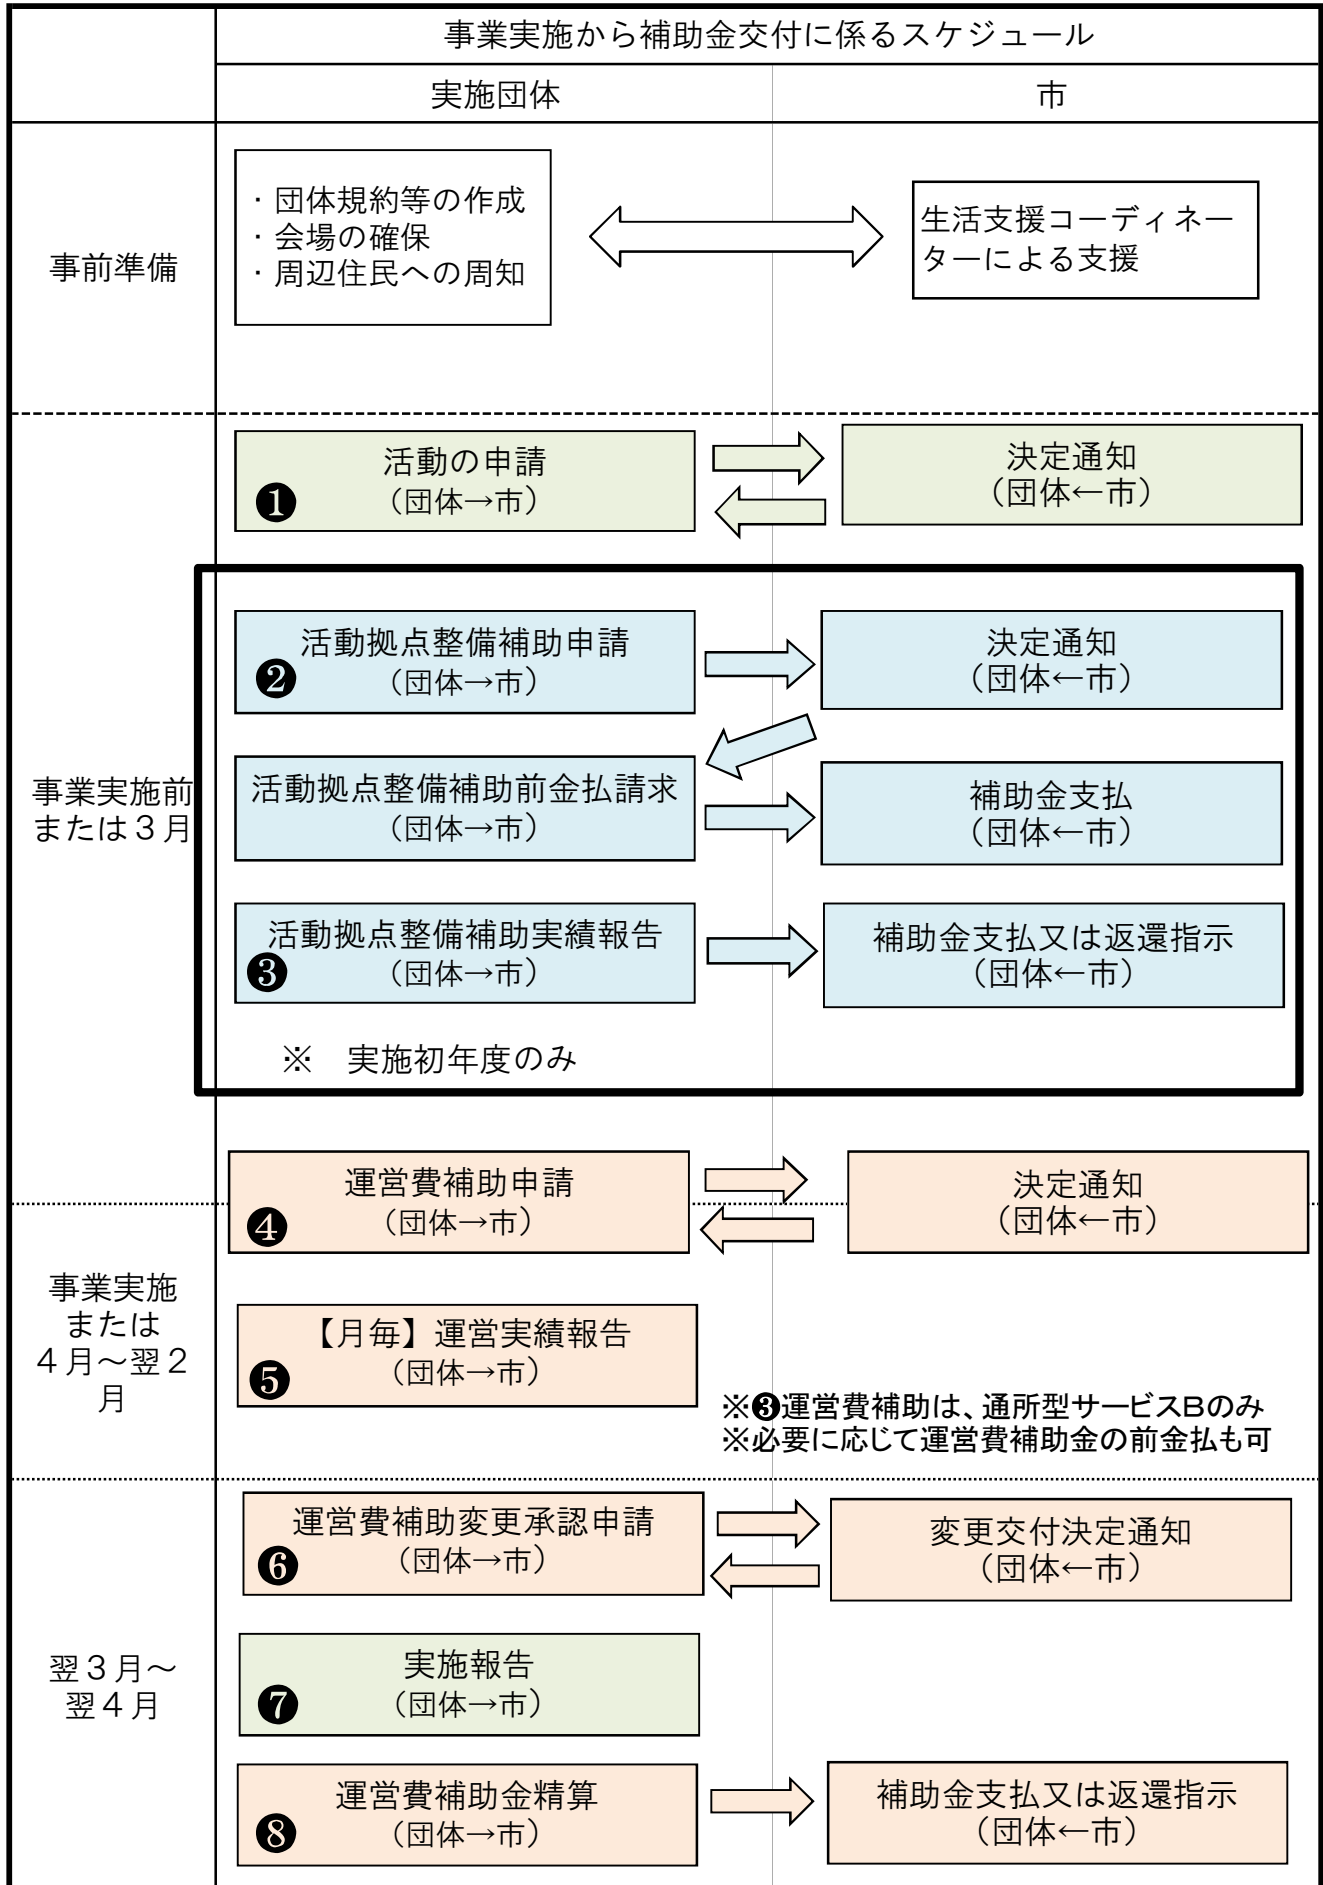 事業実施から補助金交付に係るスケジュール
実施団体
市
事前準備
・団体規約等の作成
・会場の確保
・周辺住民への周知
生活支援コーディネー
ターによる支援
事業実施前
または３月
活動の申請
❶ （団体→市）
決定通知
（団体←市）
活動拠点整備補助申請
❷ （団体→市）
決定通知
（団体←市）
活動拠点整備補助前金払請求
（団体→市）
補助金支払
（団体←市）
活動拠点整備補助実績報告
❸ （団体→市）
補助金支払又は返還指示
（団体←市）
※　実施初年度のみ
運営費補助申請
❹ （団体→市）
決定通知
（団体←市）
事業実施
または
４月～翌２
月
【月毎】運営実績報告
❺ （団体→市）
※❸運営費補助は、通所型サービスBのみ
※必要に応じて運営費補助金の前金払も可
翌３月～
翌４月
運営費補助変更承認申請
❻ （団体→市）
変更交付決定通知
（団体←市）
実施報告
❼ （団体→市）
運営費補助金精算
❽ （団体→市）
補助金支払又は返還指示
（団体←市）